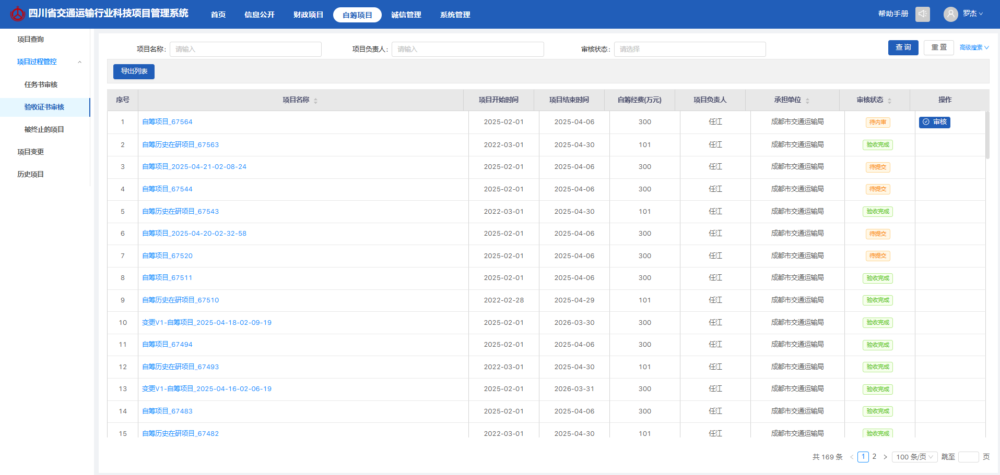 四川省交通运输行业科技项目管理系统 首页 信息公开 财政项目 自筹项目 诚信管理 系统管理 帮助手册 罗杰
项目查询
项目过程管控
任务书审核
验收证书审核
被终止的项目
项目变更
历史项目
项目名称: 请输入 项目负责人: 请输入 审核状态: 请选择 查 询 重 置 高级搜索
导出列表
序号 项目名称 项目开始时间 项目结束时间 自筹经费(万元) 项目负责人 承担单位 审核状态 操作
1 自筹项目_67564 2025-02-01 2025-04-06 300 任江 成都市交通运输局 待内审 审核
2 自筹历史在研项目_67563 2022-03-01 2025-04-30 101 任江 成都市交通运输局 验收完成
3 自筹项目_2025-04-21-02-08-24 2025-02-01 2025-04-06 300 任江 成都市交通运输局 待提交
4 自筹项目_67544 2025-02-01 2025-04-06 300 任江 成都市交通运输局 待提交
5 自筹历史在研项目_67543 2022-03-01 2025-04-30 101 任江 成都市交通运输局 验收完成
6 自筹项目_2025-04-20-02-32-58 2025-02-01 2025-04-06 300 任江 成都市交通运输局 待提交
7 自筹项目_67520 2025-02-01 2025-04-06 300 任江 成都市交通运输局 待提交
8 自筹项目_67511 2025-02-01 2025-04-06 300 任江 成都市交通运输局 验收完成
9 自筹历史在研项目_67510 2022-02-28 2025-04-29 101 任江 成都市交通运输局 验收完成
10 变更V1-自筹项目_2025-04-18-02-09-19 2025-02-01 2026-03-30 300 任江 成都市交通运输局 验收完成
11 自筹项目_67494 2025-02-01 2025-04-06 300 任江 成都市交通运输局 验收完成
12 自筹历史在研项目_67493 2022-03-01 2025-04-30 101 任江 成都市交通运输局 验收完成
13 变更V1-自筹项目_2025-04-16-02-06-19 2025-02-01 2026-03-31 300 任江 成都市交通运输局 验收完成
14 自筹项目_67483 2025-02-01 2025-04-06 300 任江 成都市交通运输局 验收完成
15 自筹历史在研项目_67482 2022-03-01 2025-04-30 101 任江 成都市交通运输局 验收完成
共 169 条 < 1 2 > 100 条/页 跳至 页